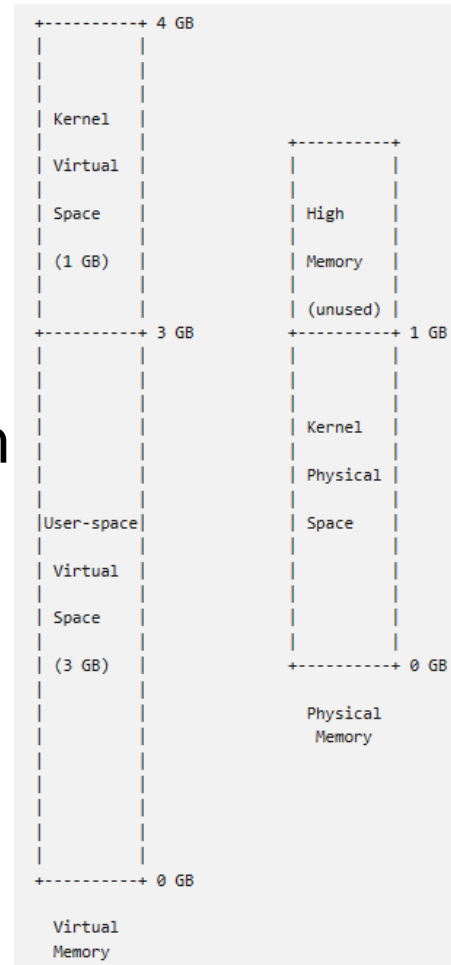 4 GB
Kernel
Virtual
Space
(1 GB)
3 GB
User-space
Virtual
Space
(3 GB)
0 GB
Virtual
Memory
High
Memory
(unused)
1 GB
Kernel
Physical
Space
0 GB
Physical
Memory
n